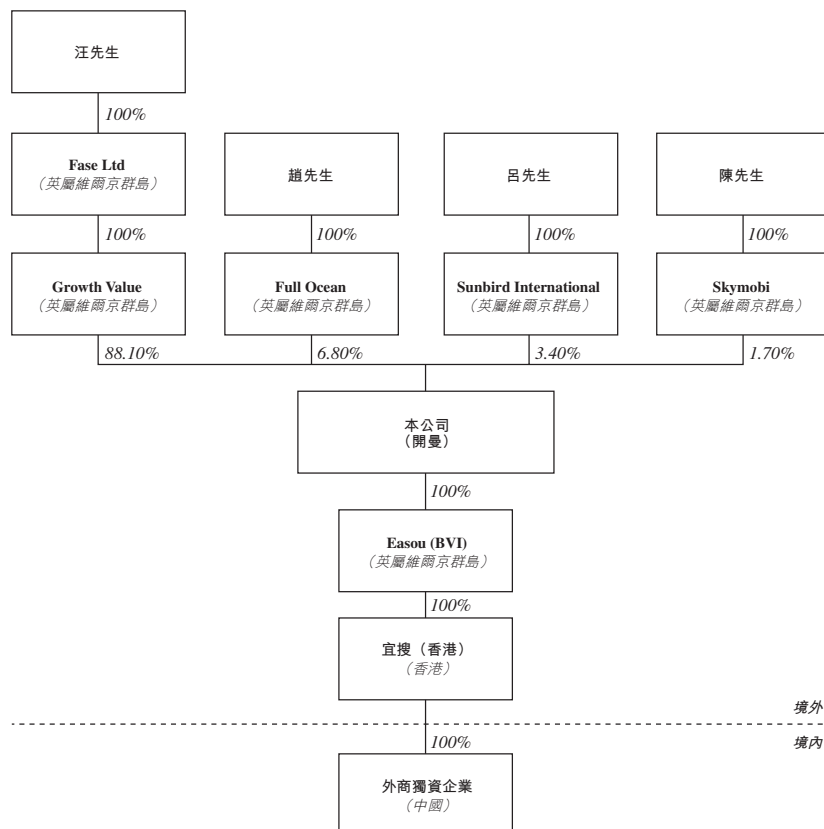 汪先生
100%
Fase Ltd
（英屬維爾京群島）
趙先生
呂先生
陳先生
100%
100%
100%
100%
Growth Value
（英屬維爾京群島）
Full Ocean
（英屬維爾京群島）
Sunbird International
（英屬維爾京群島）
Skymobi
（英屬維爾京群島）
88.10%
6.80%
3.40%
1.70%
本公司
（開曼）
100%
Easou (BVI)
（英屬維爾京群島）
100%
宜搜（香港）
（香港）
境外
100%
境內
外商獨資企業
（中國）